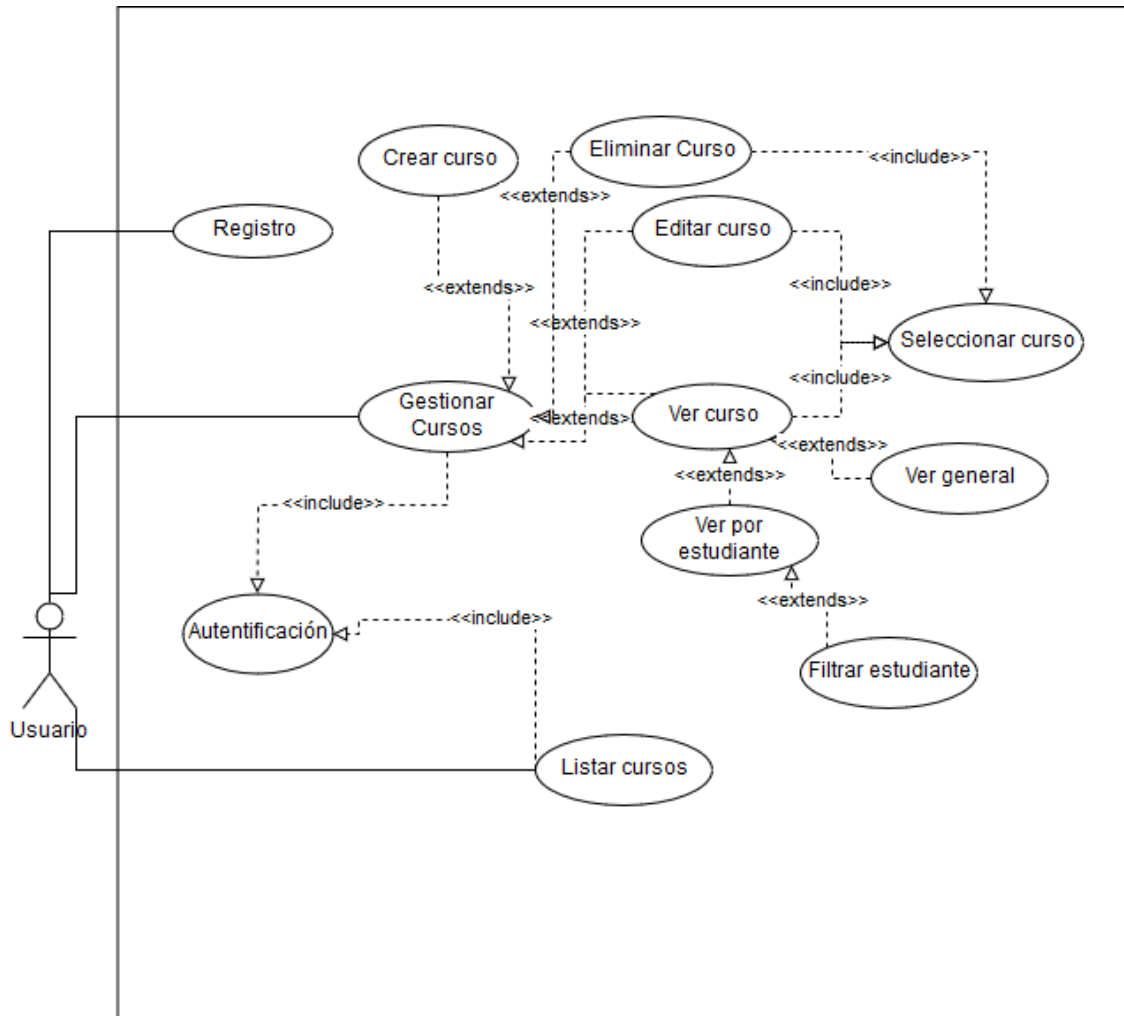 Crear curso
Eliminar Curso
<<include>>
<<extends>>
Registro
Editar curso
<<extends>>
<<include>>
<<extends>>
Seleccionar curso
<<include>>
Gestionar
Cursos
<<extends>>
Ver curso
<<extends>>
<<extends>>
Ver general
<<include>>
Ver por
estudiante
<<extends>>
Autentificación
<<include>>
Filtrar estudiante
Usuario
Listar cursos